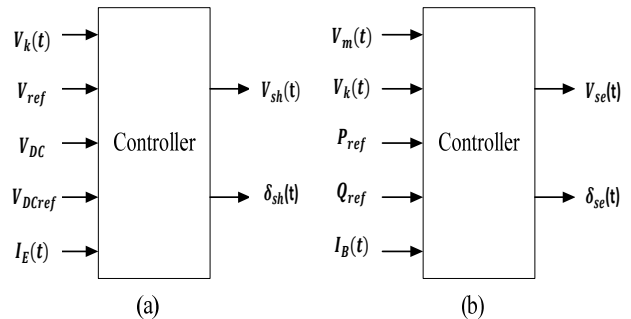 V_k(t)
V_ref
V_DC
V_DCref
I_E(t)
Controller
V_sh(t)
δ_sh(t)
(a)
V_m(t)
V_k(t)
P_ref
Q_ref
I_B(t)
Controller
V_se(t)
δ_se(t)
(b)